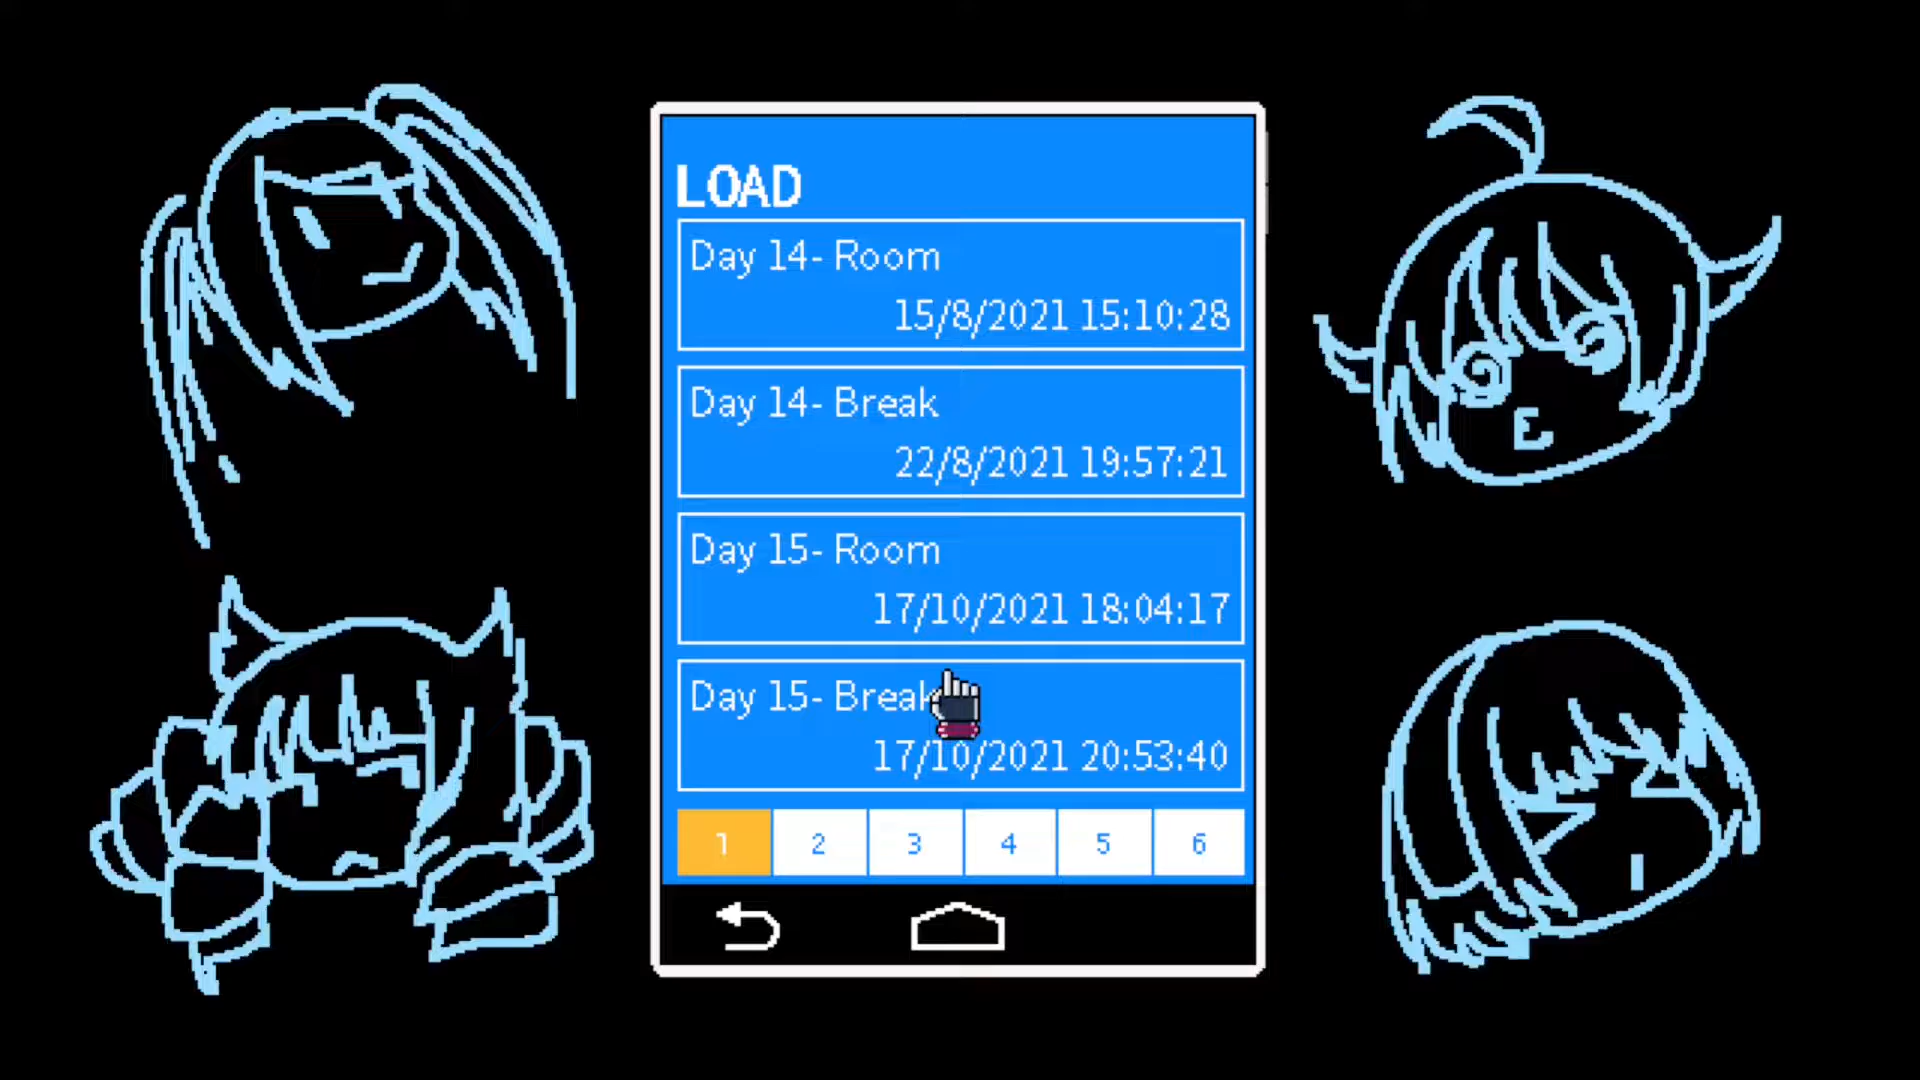 LOAD
Day 14- Room
15/8/2021 15:10:28
Day 14- Break
22/8/2021 19:57:21
Day 15- Room
17/10/2021 18:04:17
Day 15- Break
17/10/2021 20:53:40
1 2 3 4 5 6